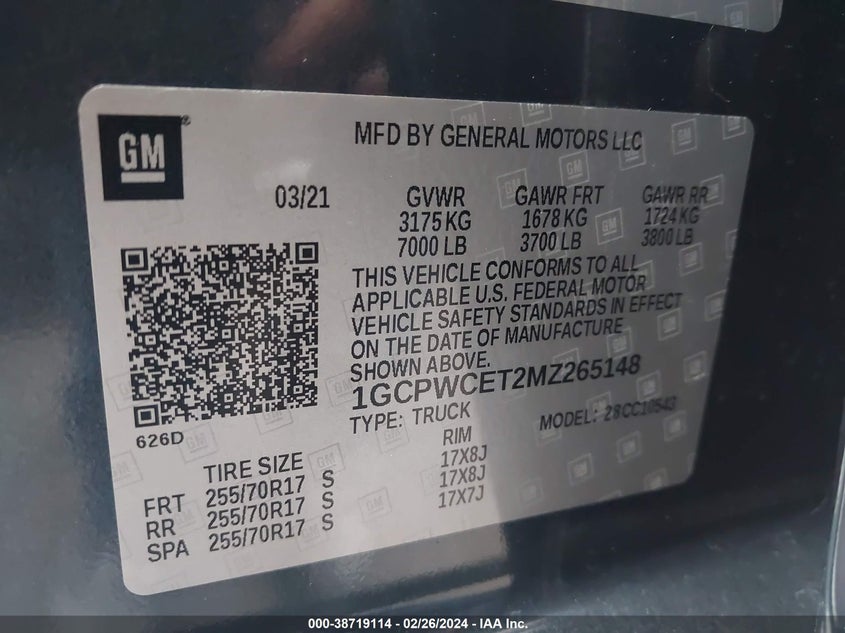 GM
MFD BY GENERAL MOTORS LLC
03/21 GVWR GAWR FRT GAWR RR
3175 KG 1678 KG 1724 KG
7000 LB 3700 LB 3800 LB
THIS VEHICLE CONFORMS TO ALL
APPLICABLE U.S. FEDERAL MOTOR
VEHICLE SAFETY STANDARDS IN EFFECT
ON THE DATE OF MANUFACTURE
SHOWN ABOVE.
1GCPWCET2MZ265148
TYPE: TRUCK MODEL: 28CC10543
626D
TIRE SIZE RIM
FRT 255/70R17 S 17X8J
RR 255/70R17 S 17X8J
SPA 255/70R17 S 17X7J
000-38719114 - 02/26/2024 - IAA Inc.